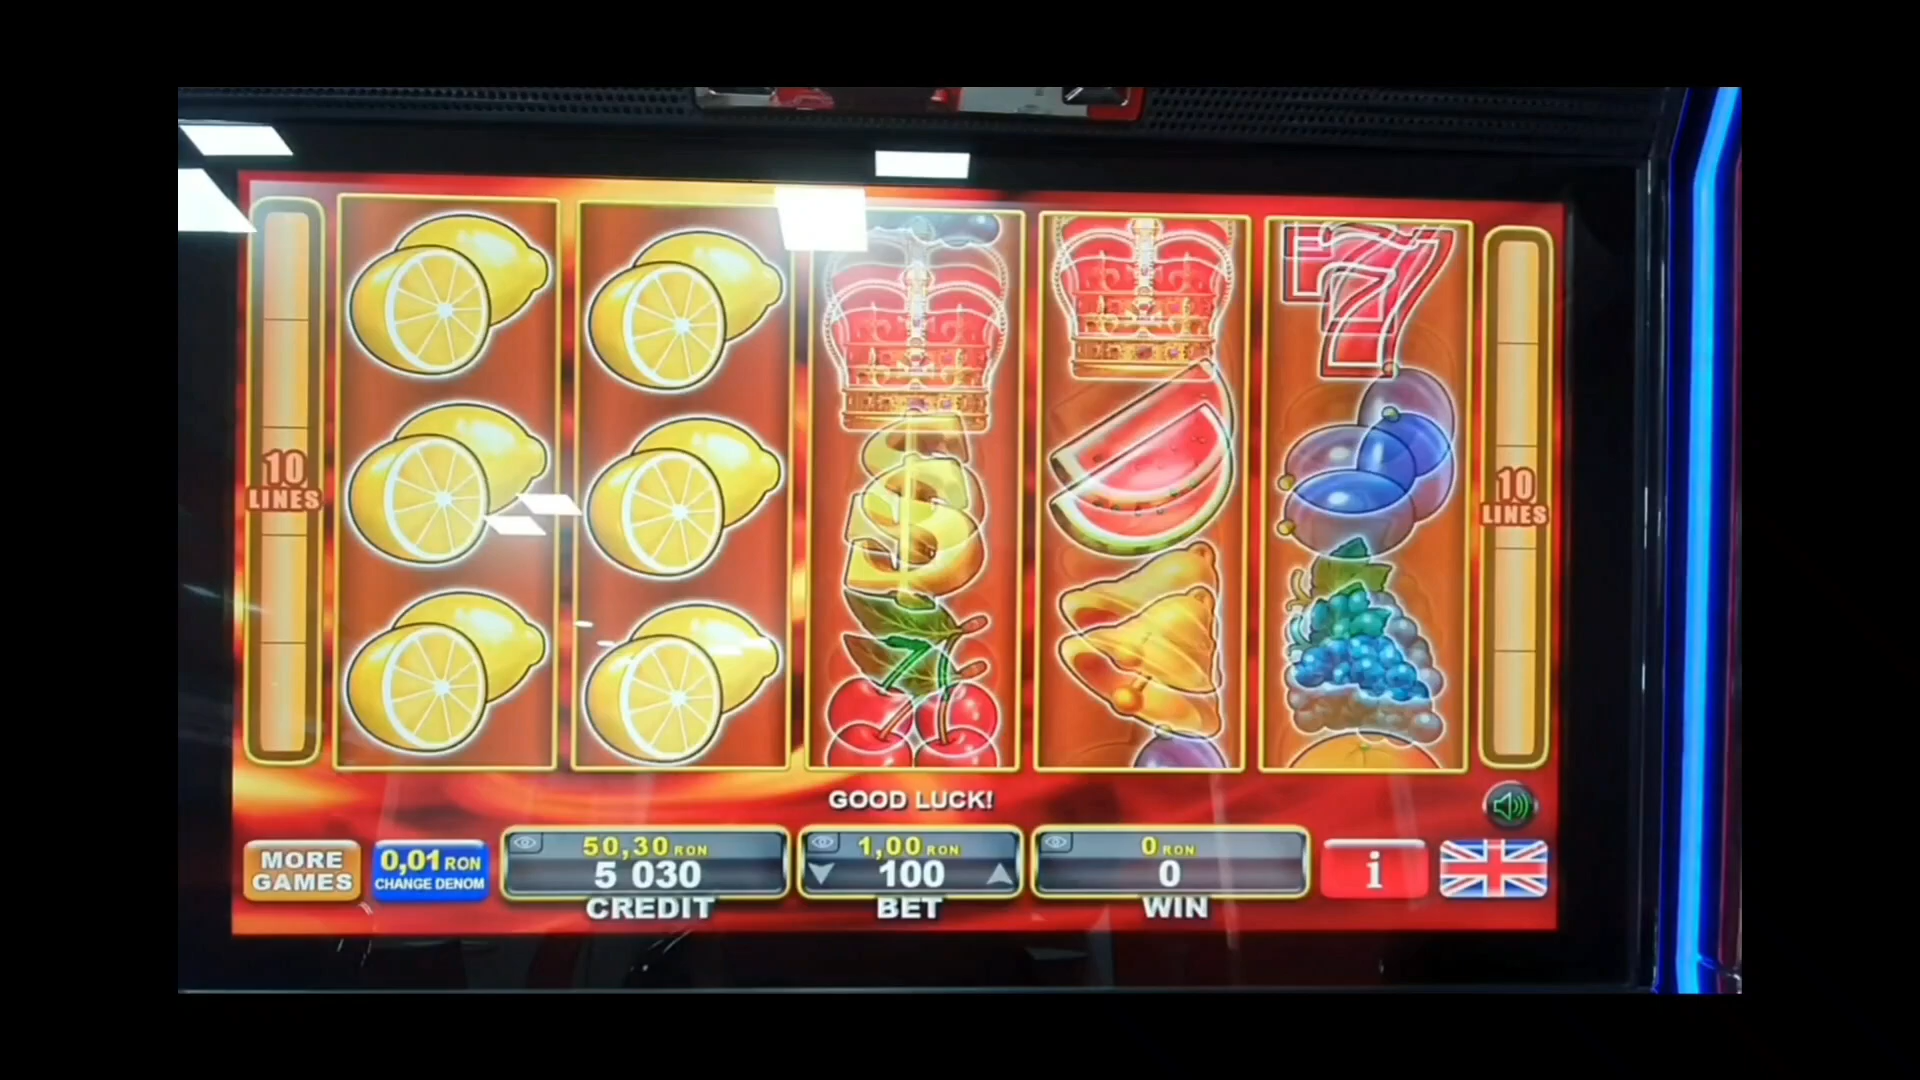 10
LINES
10
LINES
GOOD LUCK!
MORE
GAMES
0,01 RON
CHANGE DENOM
50,30 RON
5 030
CREDIT
1,00 RON
100
BET
0 RON
0
WIN
i